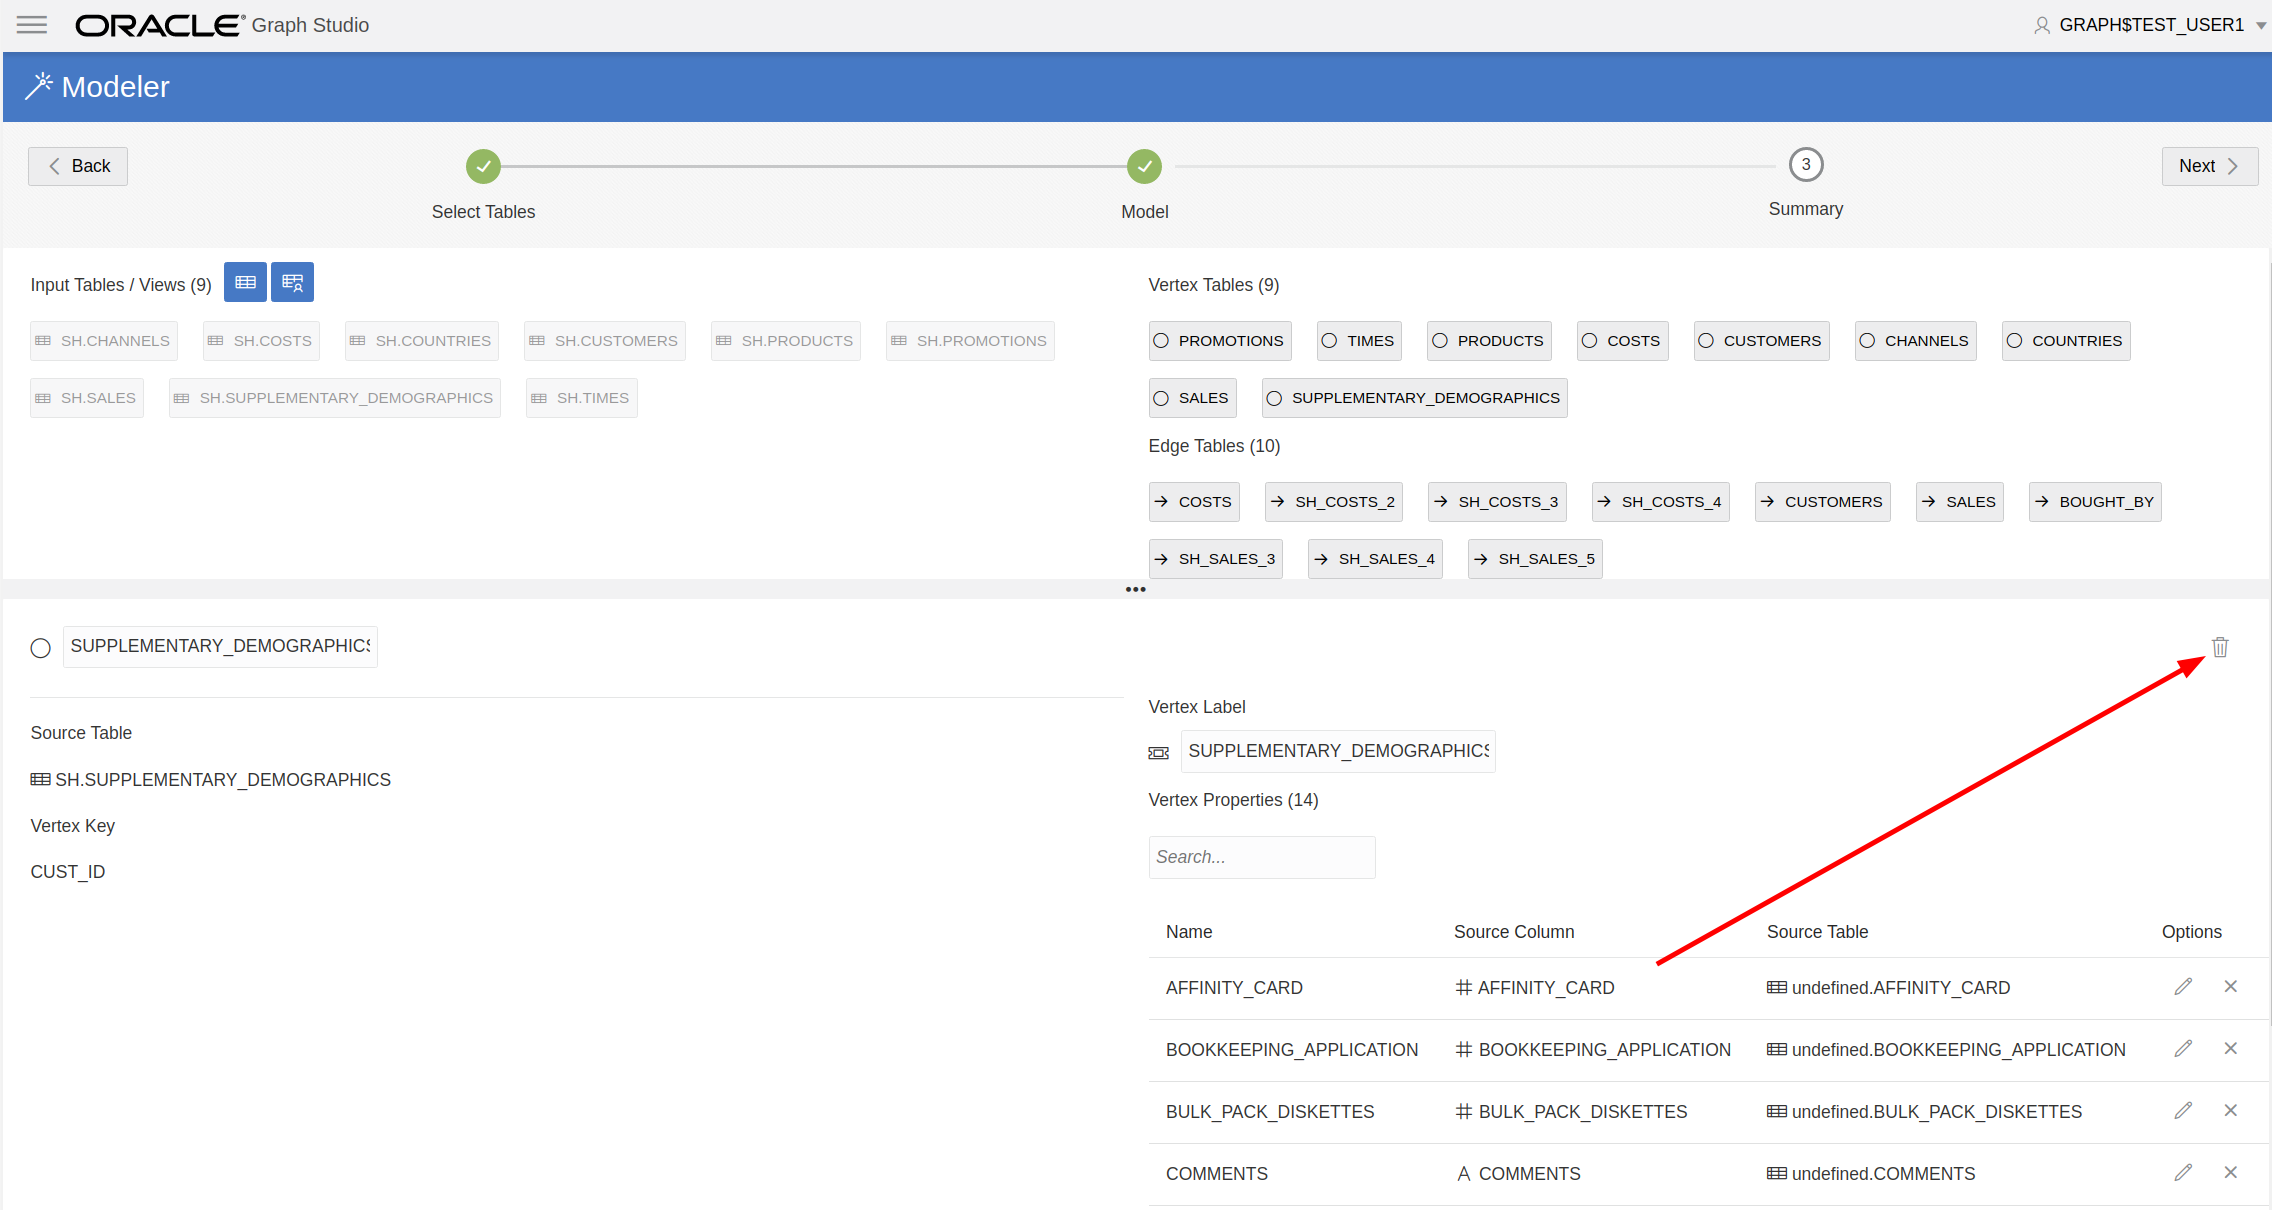 ORACLE® Graph Studio
GRAPH$TEST_USER1
Modeler
Back
Next
3
Select Tables
Model
Summary
Input Tables / Views (9)
SH.CHANNELS SH.COSTS SH.COUNTRIES SH.CUSTOMERS SH.PRODUCTS SH.PROMOTIONS
SH.SALES SH.SUPPLEMENTARY_DEMOGRAPHICS SH.TIMES
Vertex Tables (9)
PROMOTIONS TIMES PRODUCTS COSTS CUSTOMERS CHANNELS COUNTRIES
SALES SUPPLEMENTARY_DEMOGRAPHICS
Edge Tables (10)
COSTS SH_COSTS_2 SH_COSTS_3 SH_COSTS_4 CUSTOMERS SALES BOUGHT_BY
SH_SALES_3 SH_SALES_4 SH_SALES_5
SUPPLEMENTARY_DEMOGRAPHICS
Source Table
SH.SUPPLEMENTARY_DEMOGRAPHICS
Vertex Key
CUST_ID
Vertex Label
SUPPLEMENTARY_DEMOGRAPHICS
Vertex Properties (14)
Search...
Name Source Column Source Table Options
AFFINITY_CARD AFFINITY_CARD undefined.AFFINITY_CARD
BOOKKEEPING_APPLICATION BOOKKEEPING_APPLICATION undefined.BOOKKEEPING_APPLICATION
BULK_PACK_DISKETTES BULK_PACK_DISKETTES undefined.BULK_PACK_DISKETTES
COMMENTS COMMENTS undefined.COMMENTS